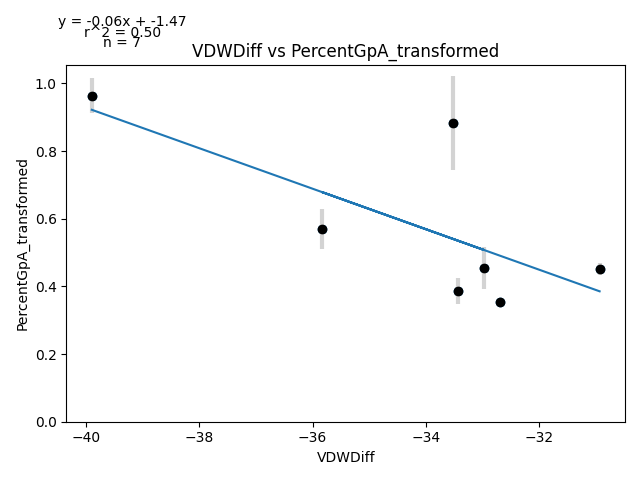 y = -0.06x + -1.47
r^2 = 0.50
n = 7
VDWDiff vs PercentGpA_transformed
PercentGpA_transformed
1.0
0.8
0.6
0.4
0.2
0.0
−40
−38
−36
−34
−32
VDWDiff